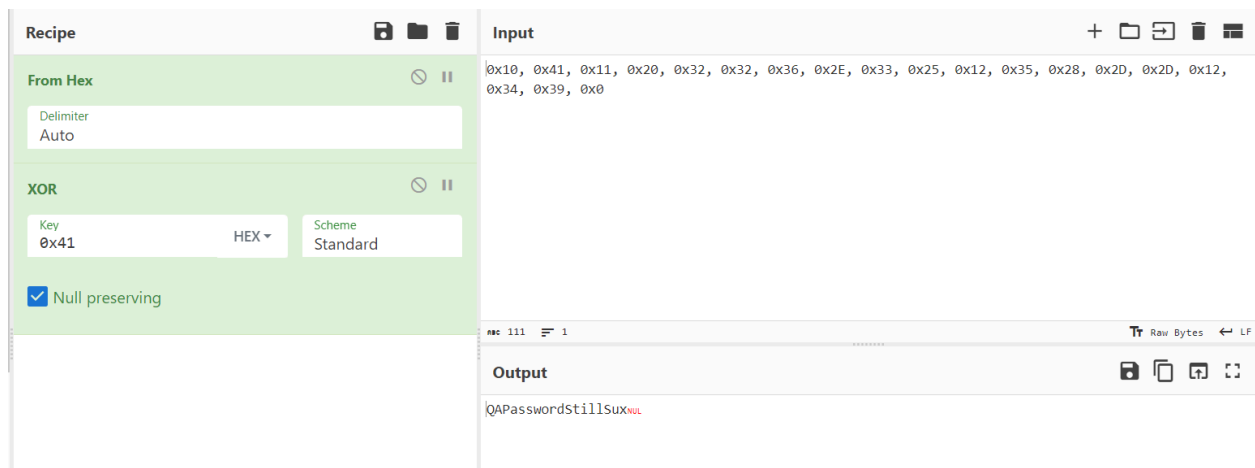 Recipe
From Hex
Delimiter
Auto
XOR
Key
0x41
HEX
Scheme
Standard
Null preserving
Input
0x10, 0x41, 0x11, 0x20, 0x32, 0x32, 0x36, 0x2E, 0x33, 0x25, 0x12, 0x35, 0x28, 0x2D, 0x2D, 0x12,
0x34, 0x39, 0x0
ABC 111 1 Tт Raw Bytes LF
Output
QAPasswordStillSuxNUL